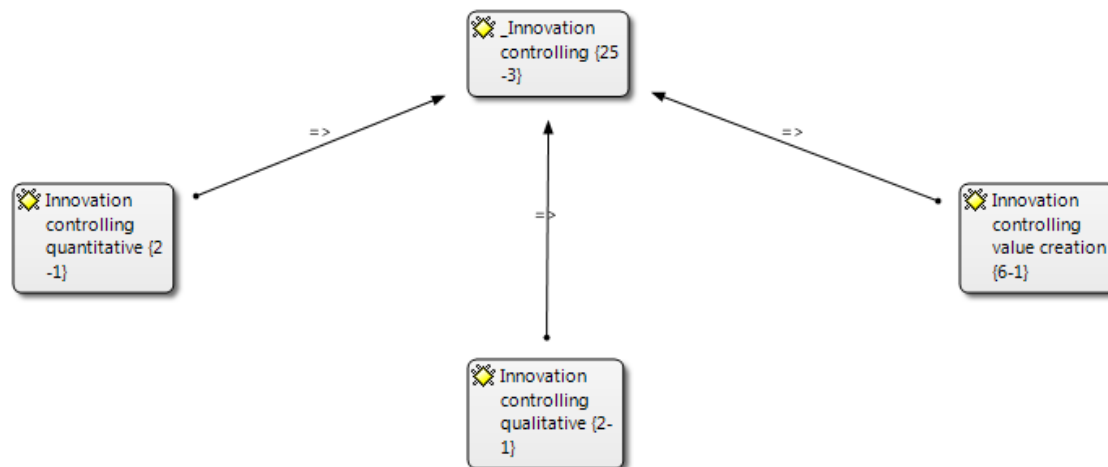 _Innovation
controlling {25
-3}
=>
=>
Innovation
controlling
quantitative {2
-1}
=>
Innovation
controlling
value creation
{6-1}
Innovation
controlling
qualitative {2-
1}